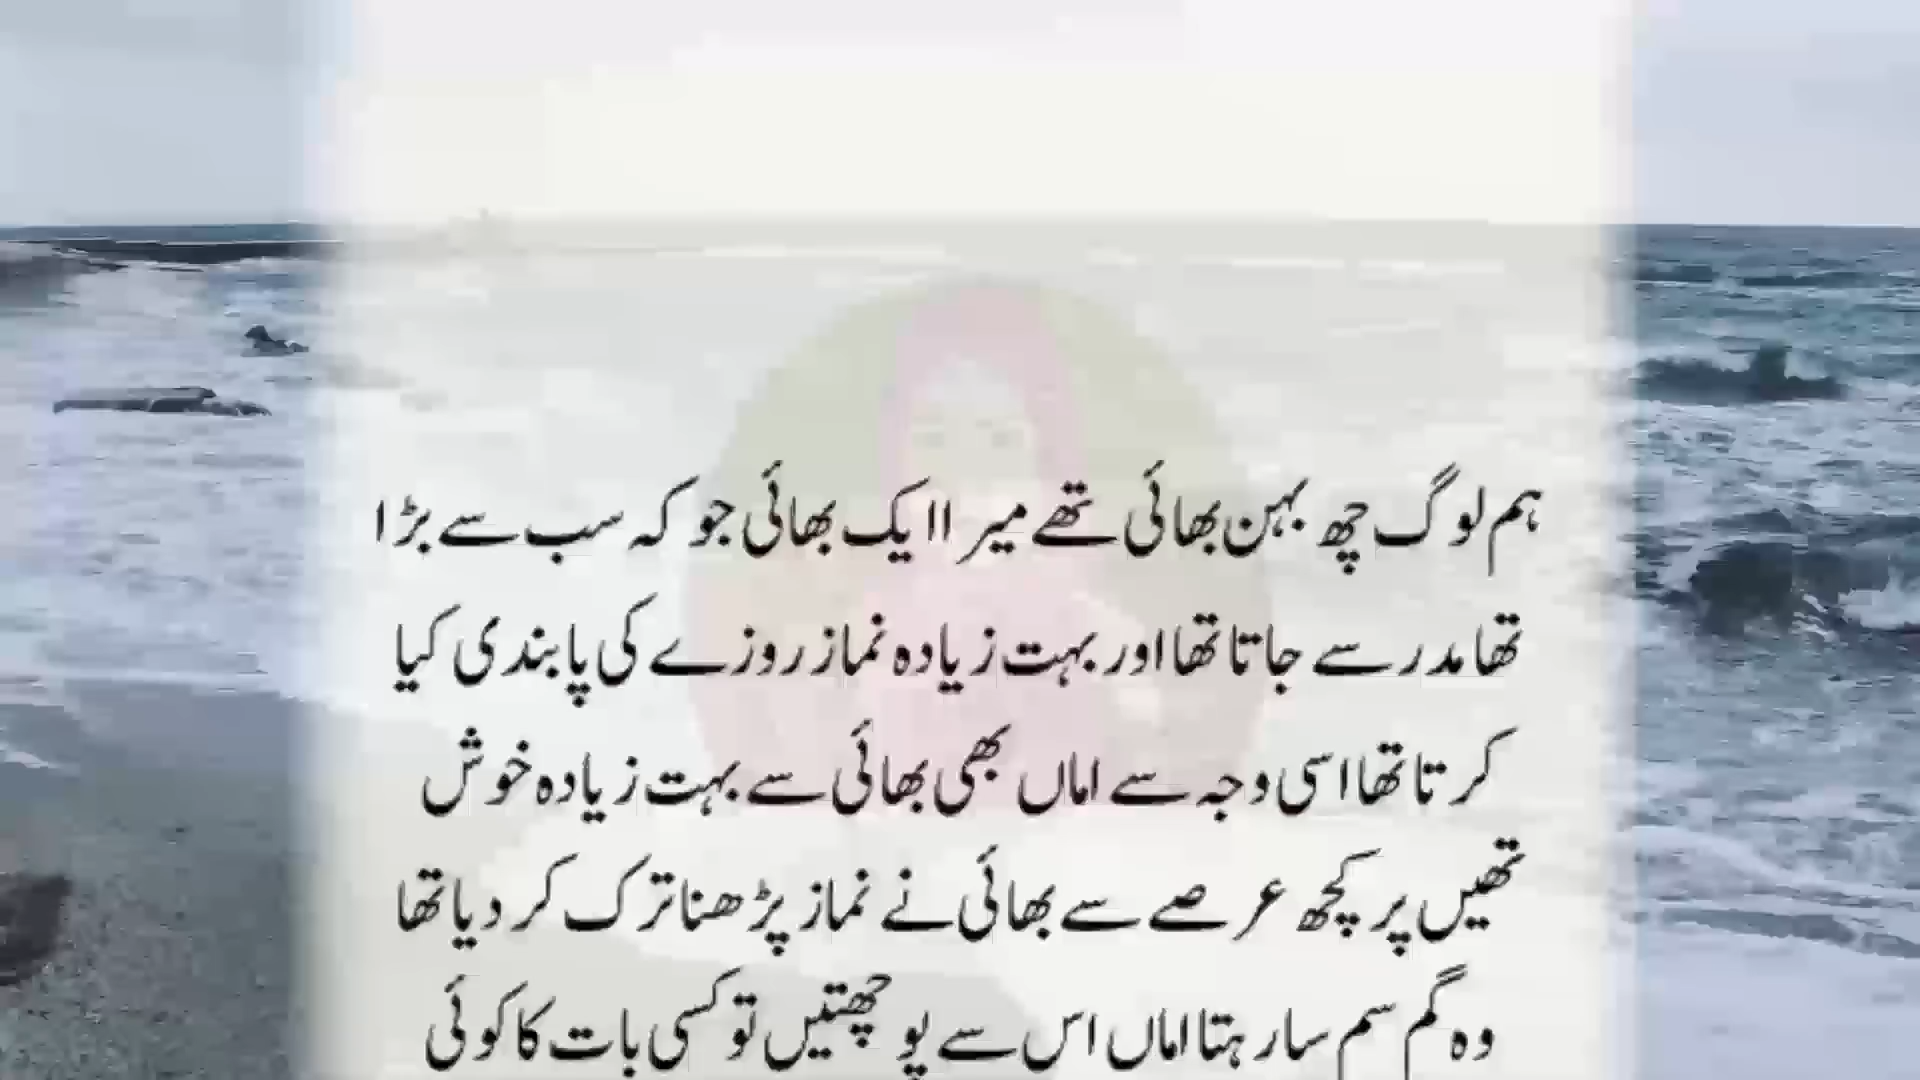 ہم لوگ چھ بہن بھائی تھے میرا ایک بھائی جو کہ سب سے بڑا
تھا مدرسے جاتا تھا اور بہت زیادہ نماز روزے کی پابندی کیا
کرتا تھا اسی وجہ سے اماں بھی بھائی سے بہت زیادہ خوش
تھیں پر کچھ عرصے سے بھائی نے نماز پڑھنا ترک کر دیا تھا
وہ گم سم سا رہتا اماں اس سے پوچھتیں تو کسی بات کا کوئی